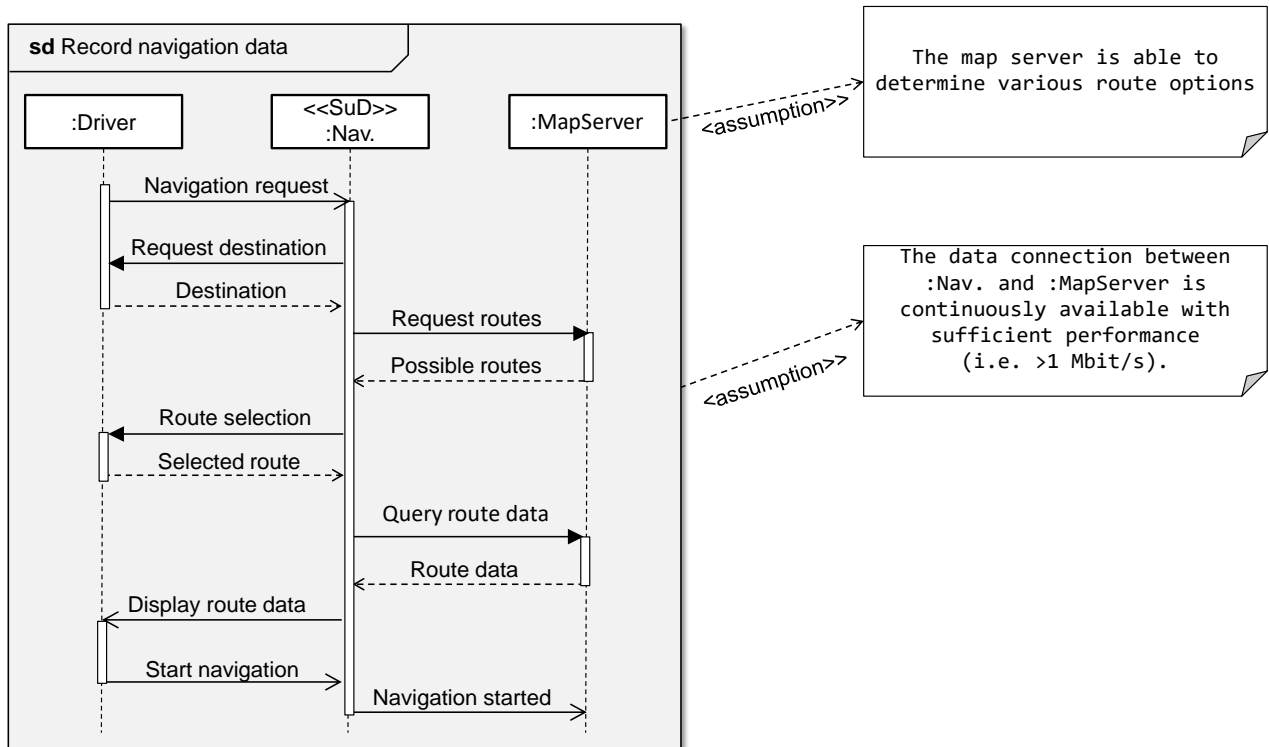 sd Record navigation data
:Driver
<<SuD>>
:Nav.
:MapServer
Navigation request
Request destination
Destination
Request routes
Possible routes
Route selection
Selected route
Query route data
Route data
Display route data
Start navigation
Navigation started
<assumption>>
The map server is able to
determine various route options
<assumption>>
The data connection between
:Nav. and :MapServer is
continuously available with
sufficient performance
(i.e. >1 Mbit/s).